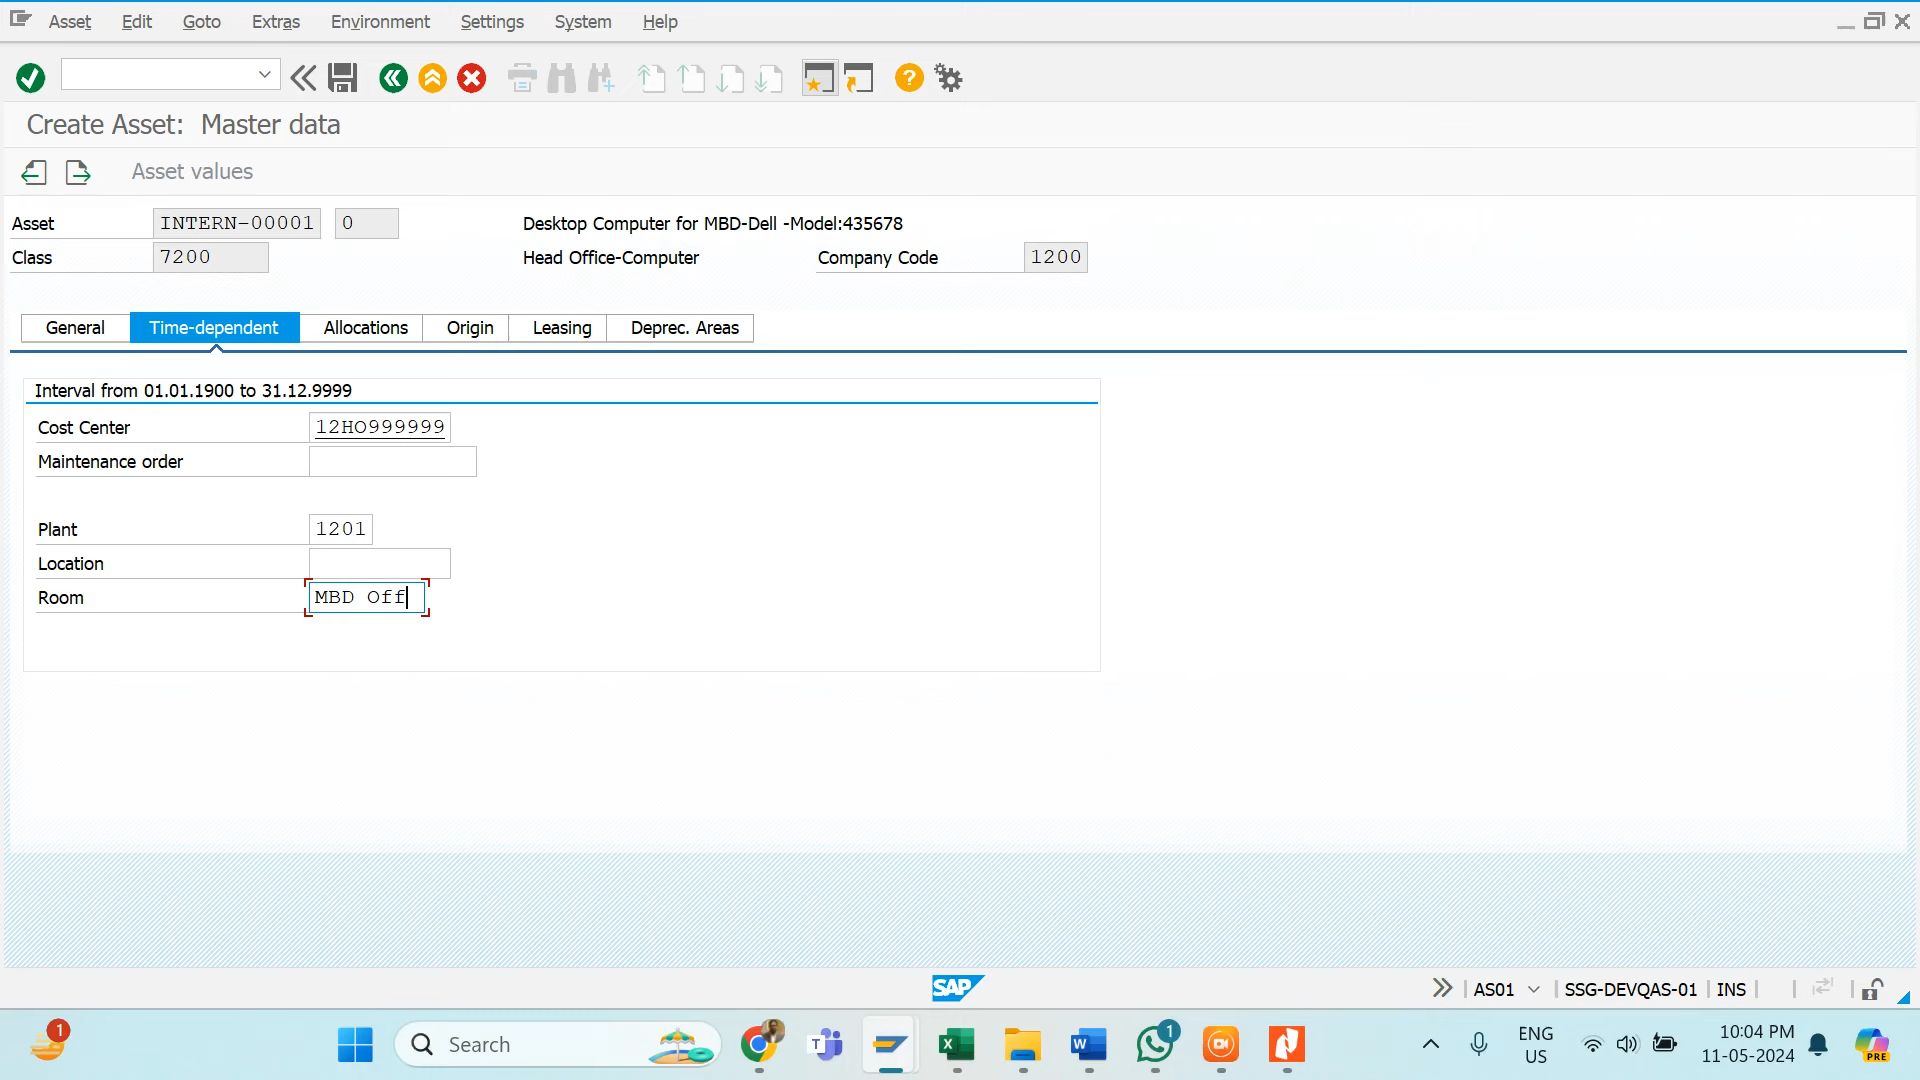 Asset Edit Goto Extras Environment Settings System Help
Create Asset: Master data
Asset values
Asset INTERN-00001 0 Desktop Computer for MBD-Dell -Model:435678
Class 7200 Head Office-Computer Company Code 1200
General Time-dependent Allocations Origin Leasing Deprec. Areas
Interval from 01.01.1900 to 31.12.9999
Cost Center 12HO999999
Maintenance order
Plant 1201
Location
Room MBD Off
SAP AS01 SSG-DEVQAS-01 INS
1 Search T X W 1 ENG 10:04 PM
US 11-05-2024 PRE